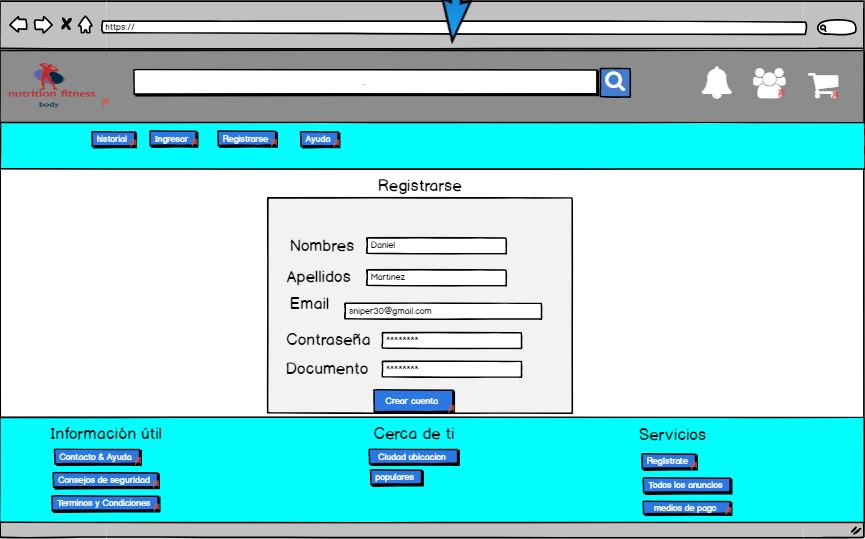 https://
nutrition fitness
body
historial
Ingresar
Registrarse
Ayuda
Registrarse
Nombres
Daniel
Apellidos
Martinez
Email
sniper30@gmail.com
Contraseña
********
Documento
********
Crear cuenta
Información útil
Contacto & Ayuda
Consejos de seguridad
Terminos y Condiciones
Cerca de ti
Ciudad ubicacion
populares
Servicios
Registrate
Todos los anuncios
medios de pago